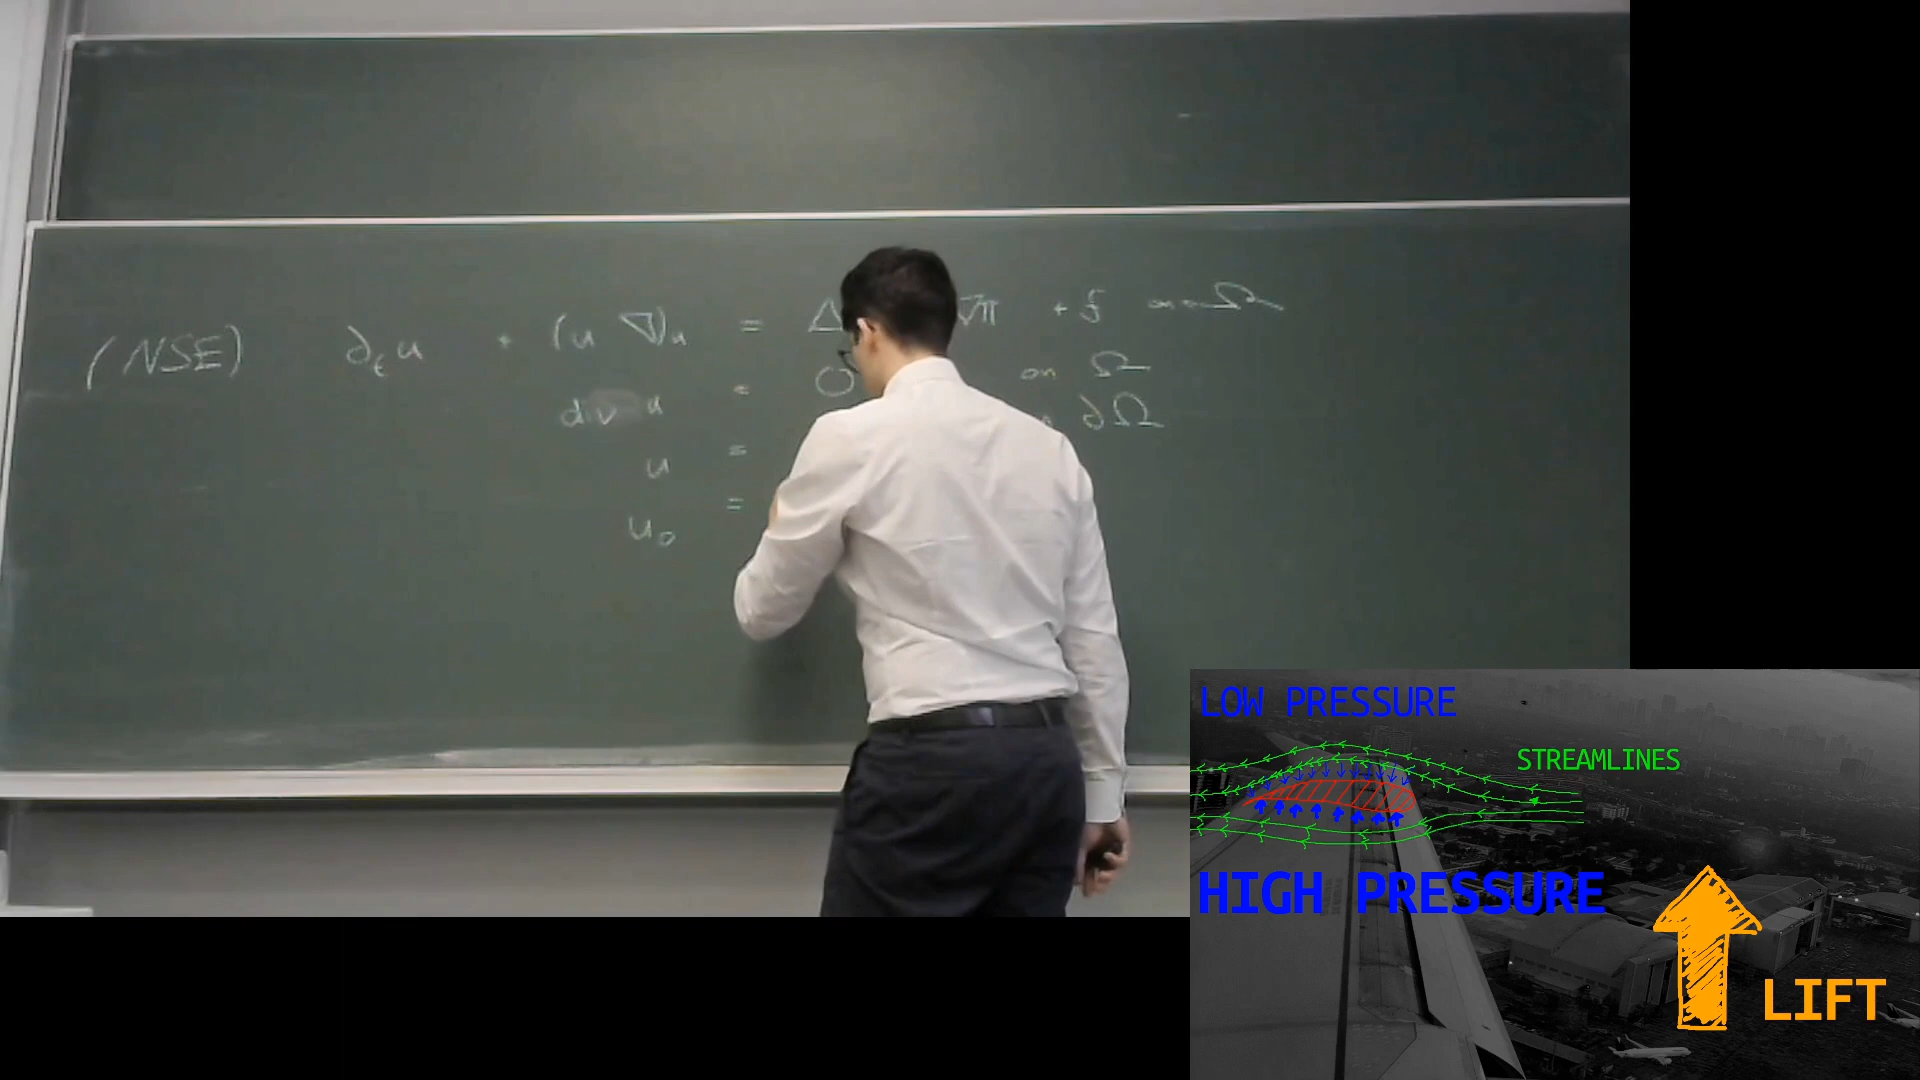 (NSE) ∂ₜu + (u ∇)u = Δ ∇π + f on Ω
div u = 0 on Ω
u = ∂Ω
u₀ =
LOW PRESSURE
STREAMLINES
HIGH PRESSURE
LIFT